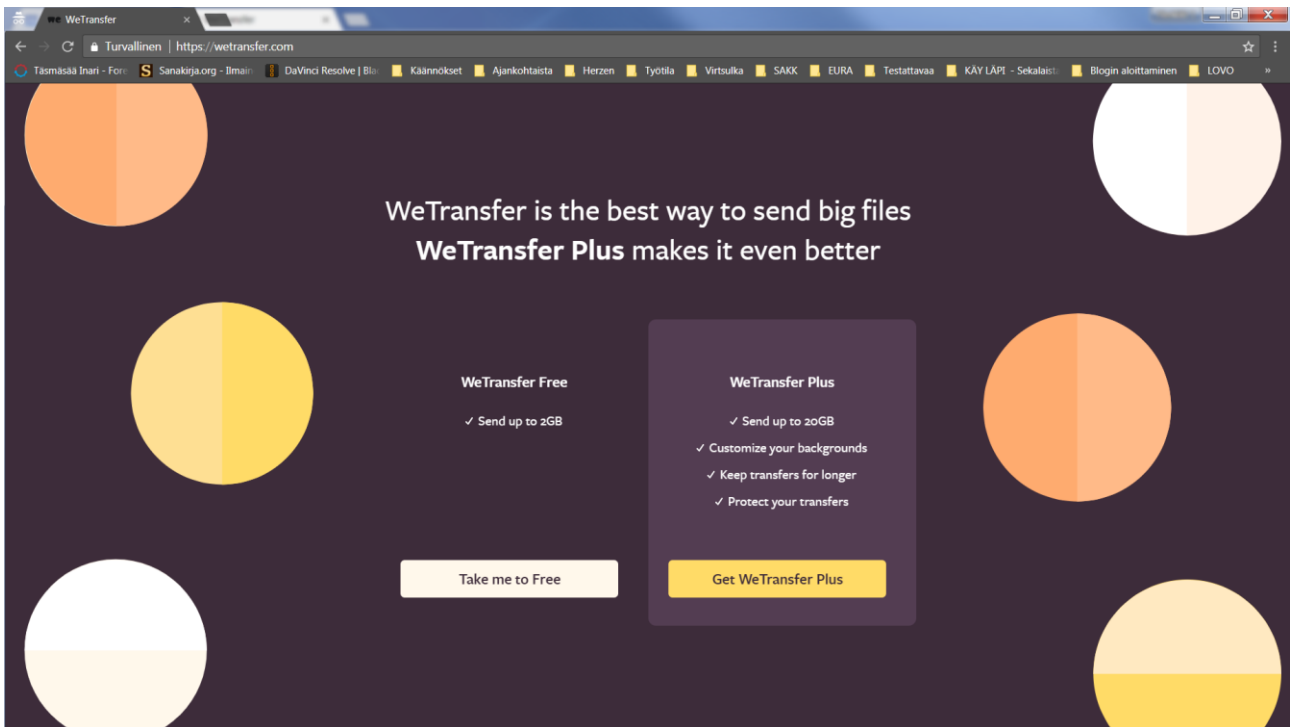 we WeTransfer
Turvallinen | https://wetransfer.com
Täsmäsää Inari - Fore S Sanakirja.org - Ilmain DaVinci Resolve | Bla Käännökset Ajankohtaista Herzen Työtila Virtsulka SAKK EURA Testattavaa KÄY LÄPI - Sekalaist Blogin aloittaminen LOVO »
WeTransfer is the best way to send big files
WeTransfer Plus makes it even better
WeTransfer Free
✓ Send up to 2GB
Take me to Free
WeTransfer Plus
✓ Send up to 20GB
✓ Customize your backgrounds
✓ Keep transfers for longer
✓ Protect your transfers
Get WeTransfer Plus